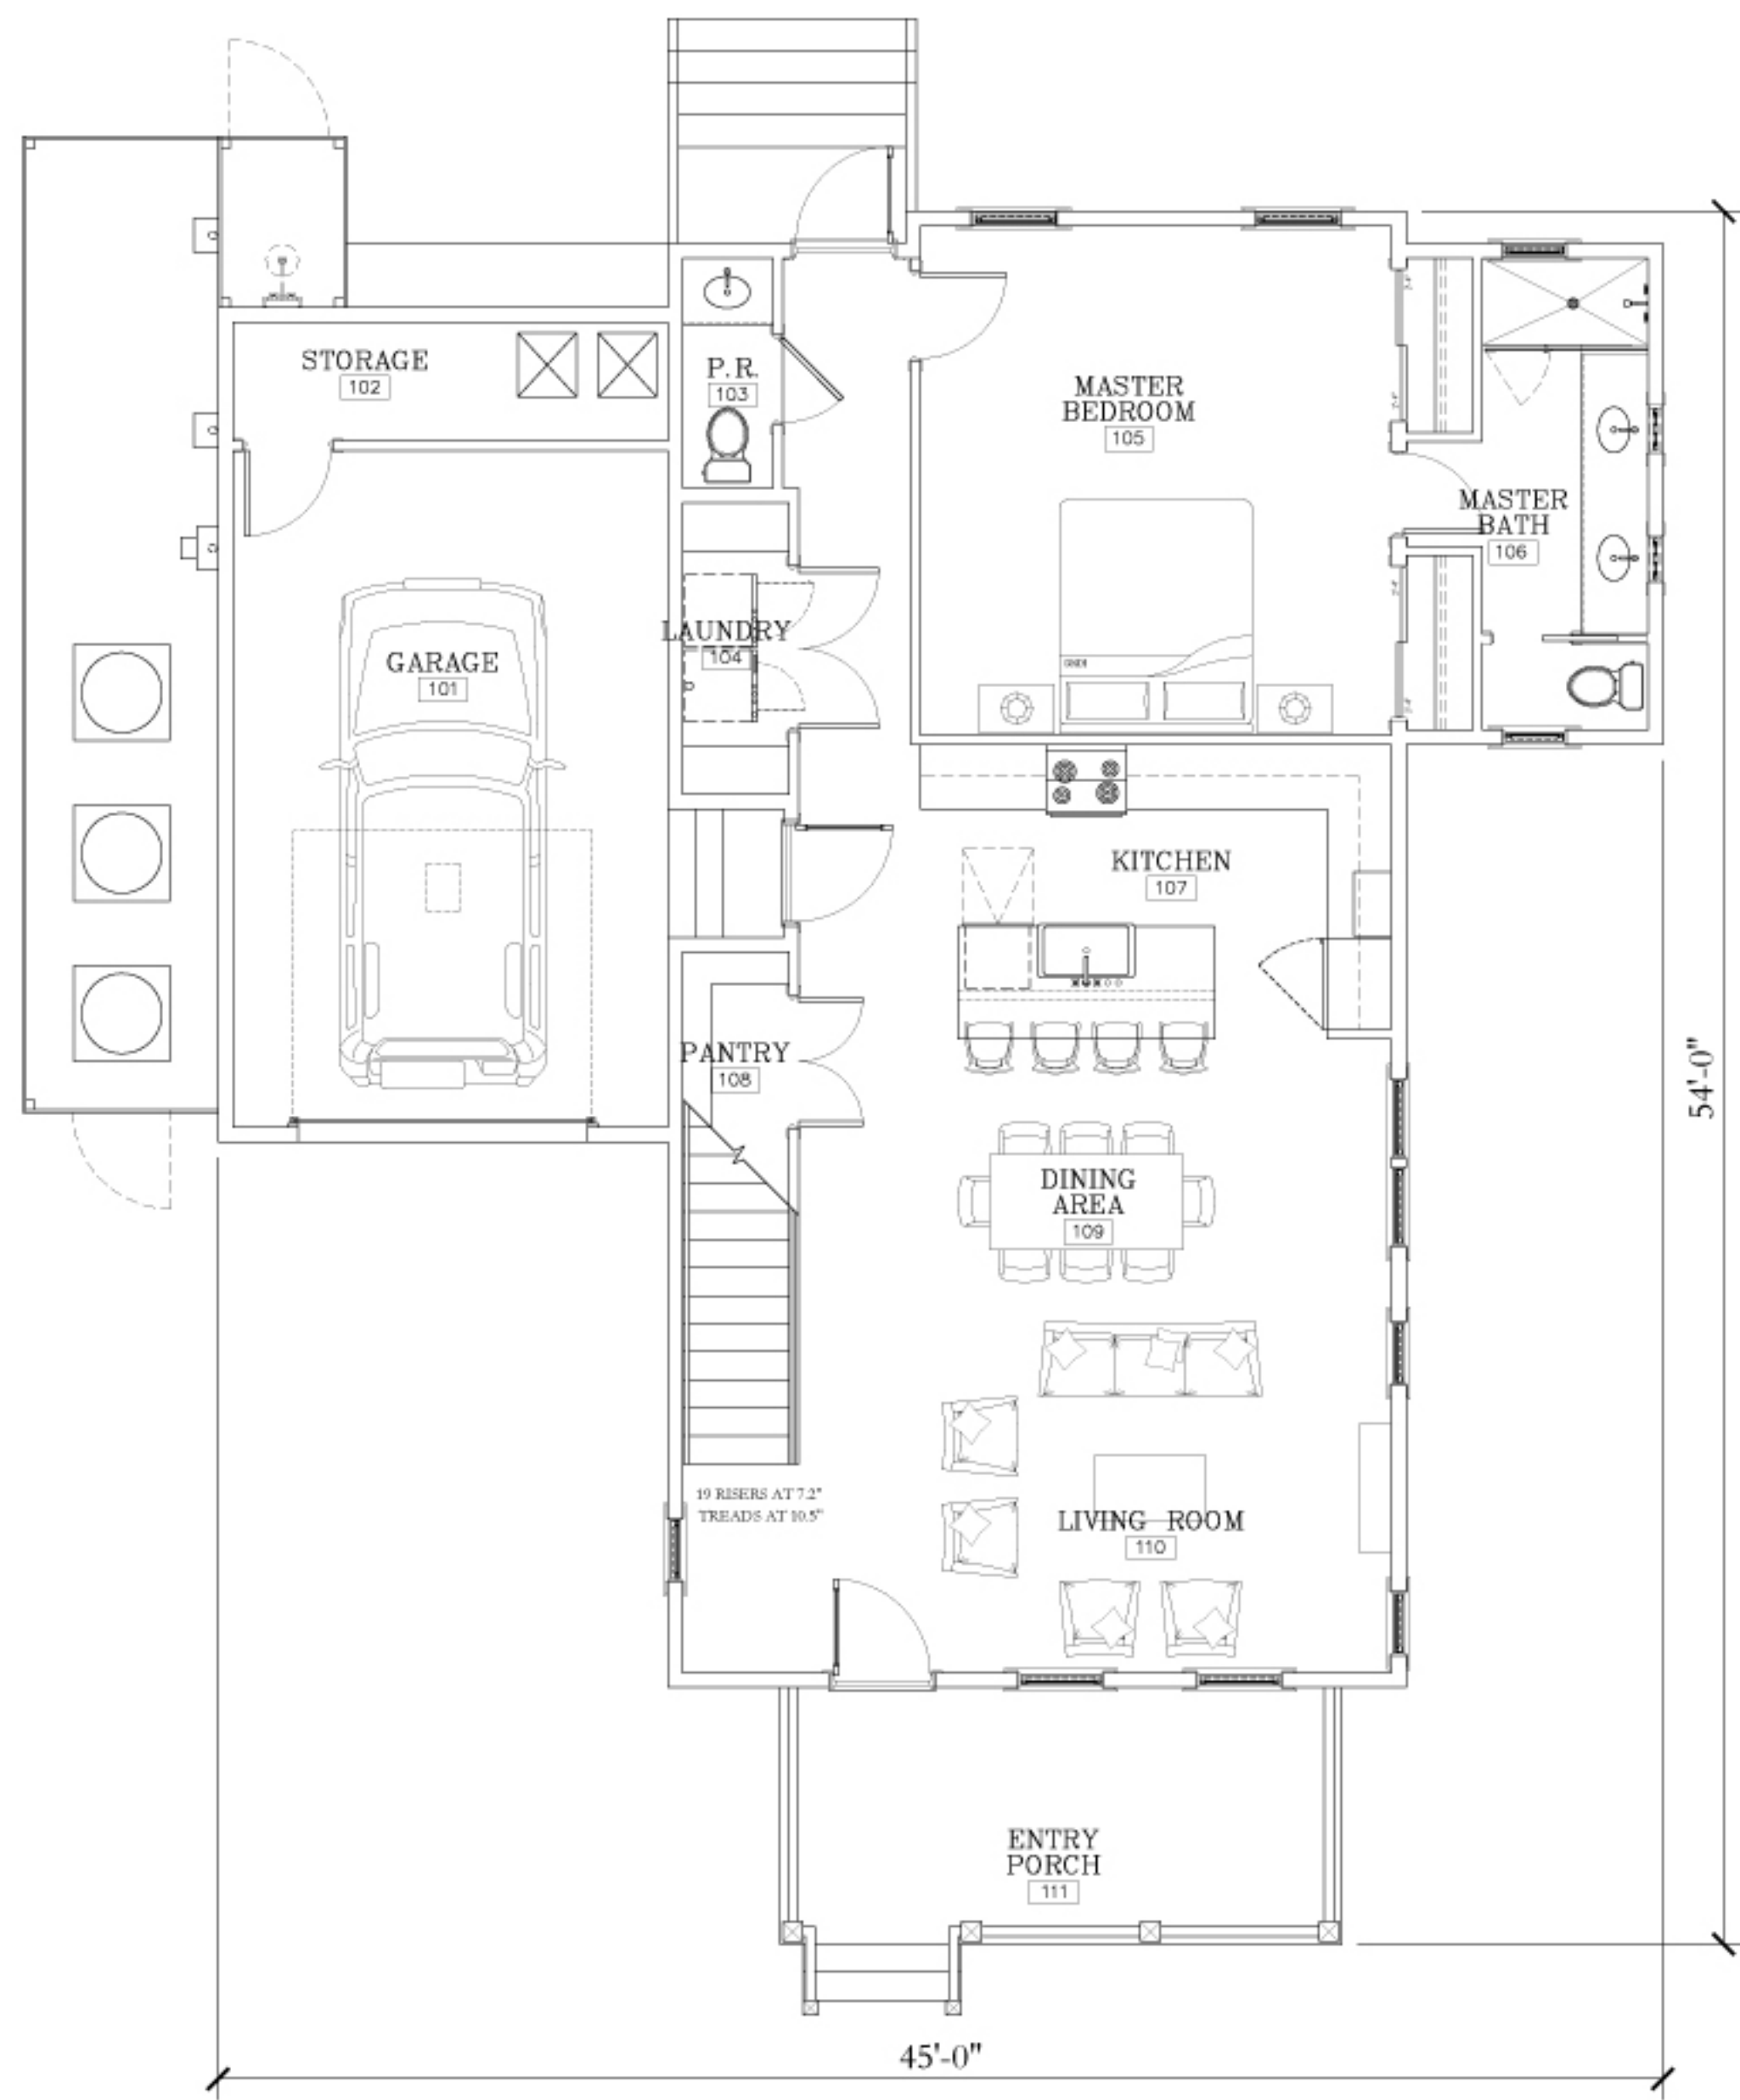 STORAGE
102
P.R.
103
MASTER
BEDROOM
105
MASTER
BATH
106
LAUNDRY
104
GARAGE
101
KITCHEN
107
PANTRY
108
DINING
AREA
109
19 RISERS AT 7.2"
TREADS AT 10.5"
LIVING ROOM
110
ENTRY
PORCH
111
54'-0"
45'-0"